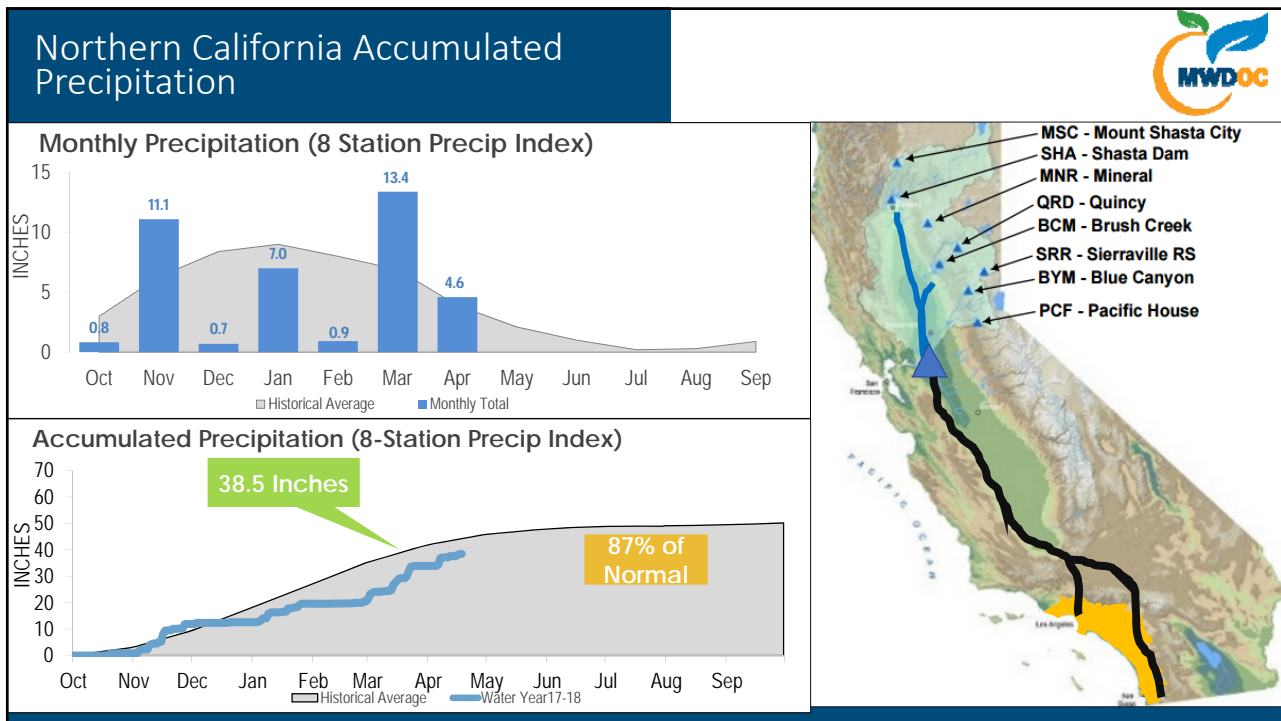 Northern California Accumulated
Precipitation
MWDOC
Monthly Precipitation (8 Station Precip Index)
INCHES
15
10
5
0
0.8
11.1
0.7
7.0
0.9
13.4
4.6
Oct Nov Dec Jan Feb Mar Apr May Jun Jul Aug Sep
Historical Average Monthly Total
Accumulated Precipitation (8-Station Precip Index)
INCHES
70
60
50
40
30
20
10
0
38.5 Inches
87% of
Normal
Oct Nov Dec Jan Feb Mar Apr May Jun Jul Aug Sep
Historical Average Water Year17-18
MSC - Mount Shasta City
SHA - Shasta Dam
MNR - Mineral
QRD - Quincy
BCM - Brush Creek
SRR - Sierraville RS
BYM - Blue Canyon
PCF - Pacific House
San
Francisco
PACIFIC OCEAN
Los Angeles
San